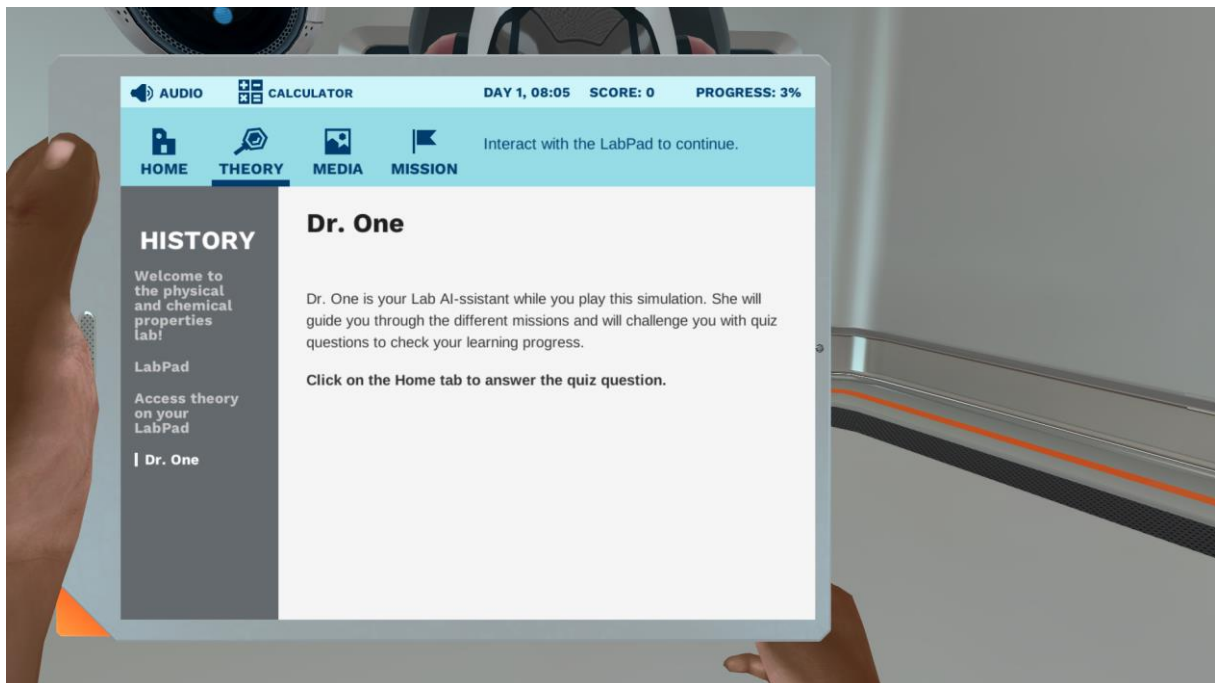 AUDIO
CALCULATOR
DAY 1, 08:05
SCORE: 0
PROGRESS: 3%
HOME
THEORY
MEDIA
MISSION
Interact with the LabPad to continue.
HISTORY
Welcome to
the physical
and chemical
properties
lab!
LabPad
Access theory
on your
LabPad
| Dr. One
Dr. One
Dr. One is your Lab AI-ssistant while you play this simulation. She will
guide you through the different missions and will challenge you with quiz
questions to check your learning progress.
Click on the Home tab to answer the quiz question.